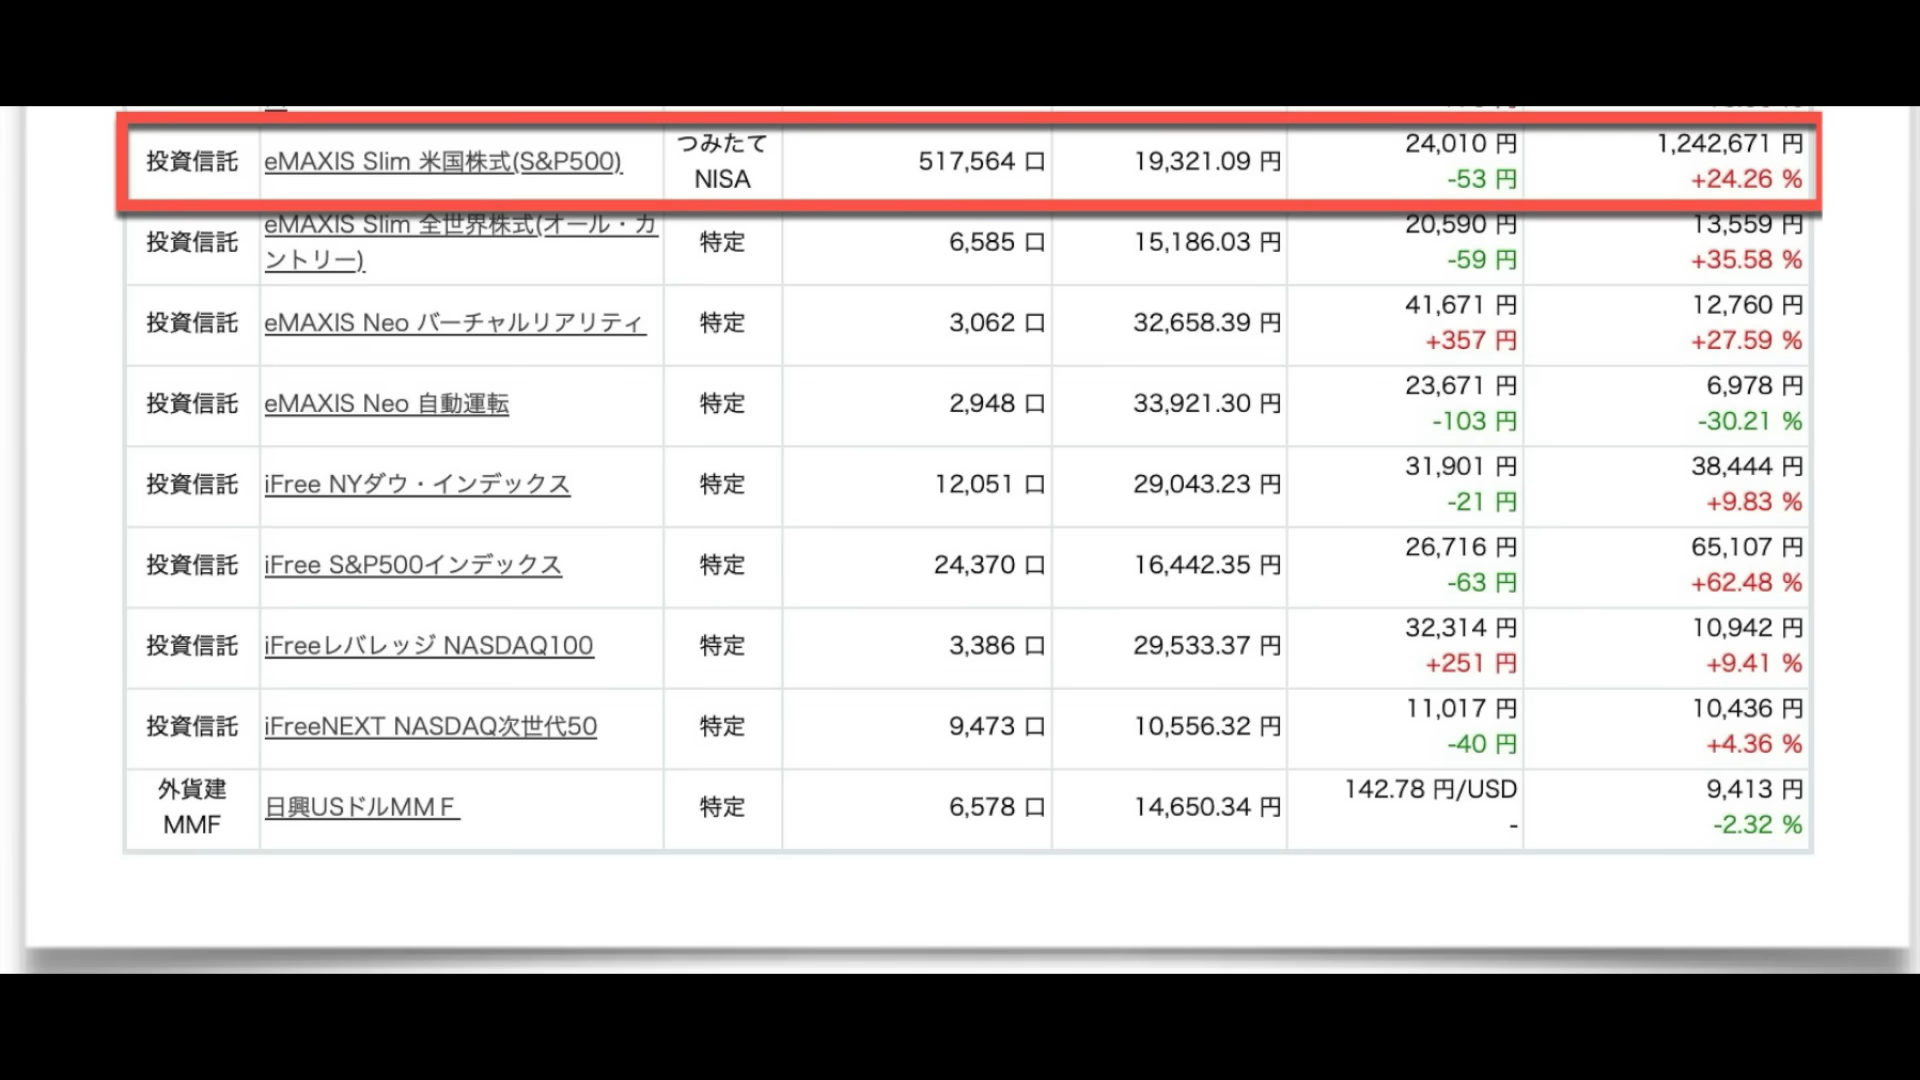 投資信託 eMAXIS Slim 米国株式(S&P500) つみたて NISA 517,564 口 19,321.09 円 24,010 円 1,242,671 円
-53 円 +24.26 %
投資信託 eMAXIS Slim 全世界株式(オール・カ
ントリー) 特定 6,585 口 15,186.03 円 20,590 円 13,559 円
-59 円 +35.58 %
投資信託 eMAXIS Neo バーチャルリアリティ 特定 3,062 口 32,658.39 円 41,671 円 12,760 円
+357 円 +27.59 %
投資信託 eMAXIS Neo 自動運転 特定 2,948 口 33,921.30 円 23,671 円 6,978 円
-103 円 -30.21 %
投資信託 iFree NYダウ・インデックス 特定 12,051 口 29,043.23 円 31,901 円 38,444 円
-21 円 +9.83 %
投資信託 iFree S&P500インデックス 特定 24,370 口 16,442.35 円 26,716 円 65,107 円
-63 円 +62.48 %
投資信託 iFreeレバレッジ NASDAQ100 特定 3,386 口 29,533.37 円 32,314 円 10,942 円
+251 円 +9.41 %
投資信託 iFreeNEXT NASDAQ次世代50 特定 9,473 口 10,556.32 円 11,017 円 10,436 円
-40 円 +4.36 %
外貨建
MMF 日興USドルMMF 特定 6,578 口 14,650.34 円 142.78 円/USD 9,413 円
- -2.32 %